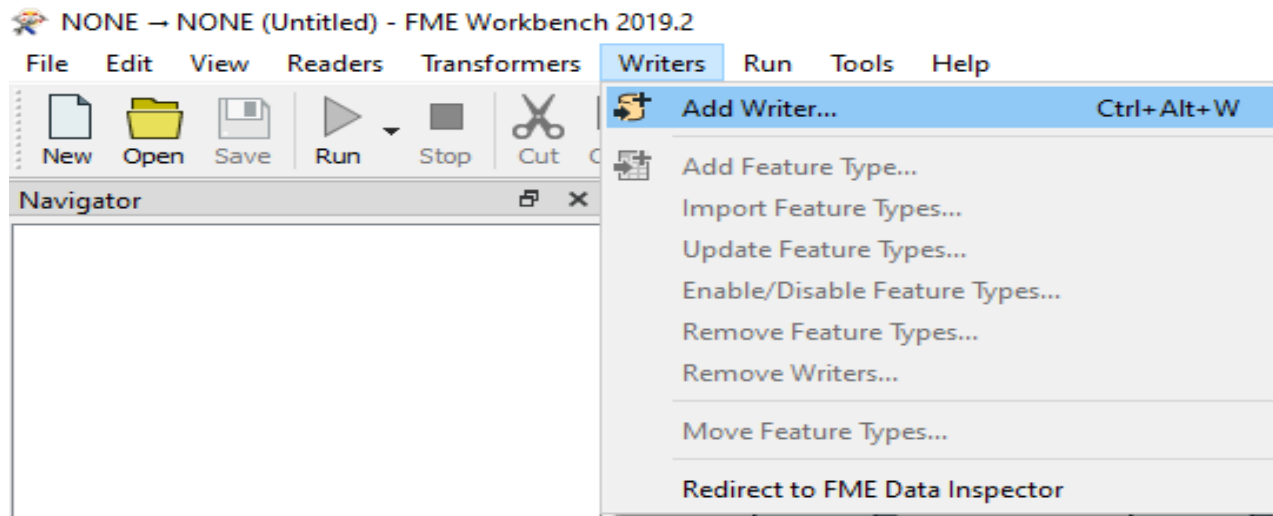 NONE → NONE (Untitled) - FME Workbench 2019.2
File Edit View Readers Transformers Writers Run Tools Help
New Open Save Run Stop Cut
Add Writer... Ctrl+Alt+W
Add Feature Type...
Navigator
Import Feature Types...
Update Feature Types...
Enable/Disable Feature Types...
Remove Feature Types...
Remove Writers...
Move Feature Types...
Redirect to FME Data Inspector